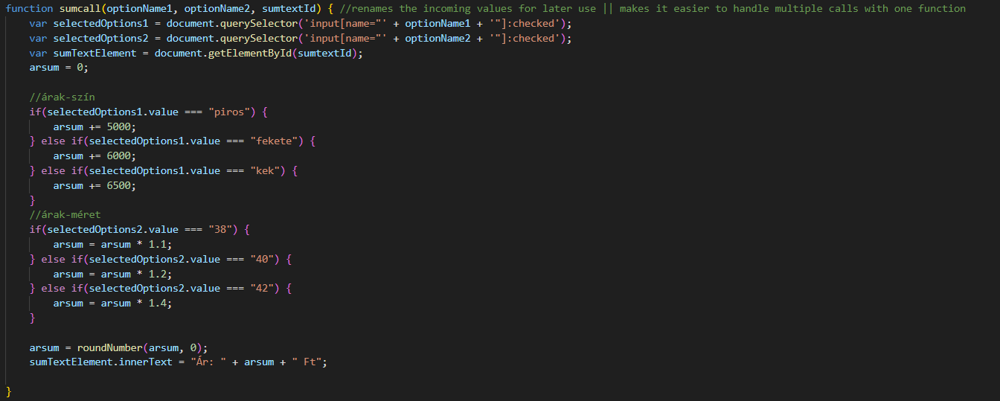 function sumcall(optionName1, optionName2, sumtextId) { //renames the incoming values for later use || makes it easier to handle multiple calls with one function
    var selectedOptions1 = document.querySelector('input[name="' + optionName1 + '"]:checked');
    var selectedOptions2 = document.querySelector('input[name="' + optionName2 + '"]:checked');
    var sumTextElement = document.getElementById(sumtextId);
    arsum = 0;

    //árak-szín
    if(selectedOptions1.value === "piros") {
        arsum += 5000;
    } else if(selectedOptions1.value === "fekete") {
        arsum += 6000;
    } else if(selectedOptions1.value === "kek") {
        arsum += 6500;
    }
    //árak-méret
    if(selectedOptions2.value === "38") {
        arsum = arsum * 1.1;
    } else if(selectedOptions2.value === "40") {
        arsum = arsum * 1.2;
    } else if(selectedOptions2.value === "42") {
        arsum = arsum * 1.4;
    }

    arsum = roundNumber(arsum, 0);
    sumTextElement.innerText = "Ár: " + arsum + " Ft";

}